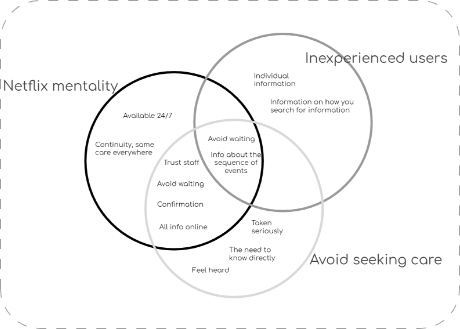 Inexperienced users
Netflix mentality
Individual
information
Information on how you
search for information
Available 24/7
Continuity, same
care everywhere
Avoid waiting
Info about the
sequence of
events
Trust staff
Avoid waiting
Confirmation
All info online
Taken
seriously
The need to
know directly
Feel heard
Avoid seeking care